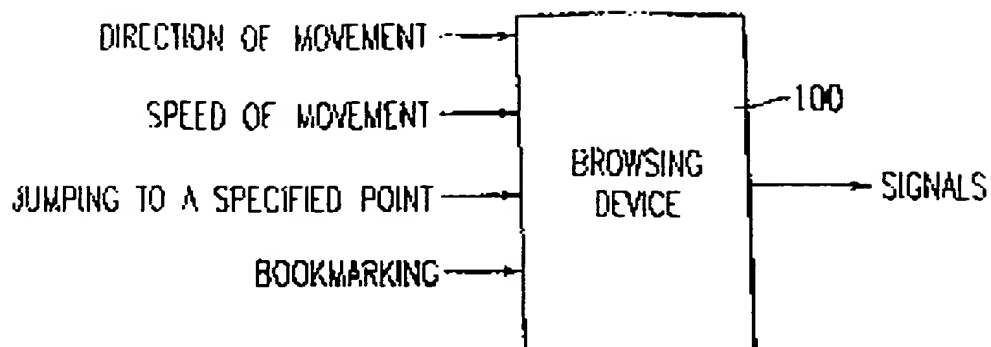 DIRECTION OF MOVEMENT
SPEED OF MOVEMENT
100
BROWSING
DEVICE
JUMPING TO A SPECIFIED POINT
SIGNALS
BOOKMARKING